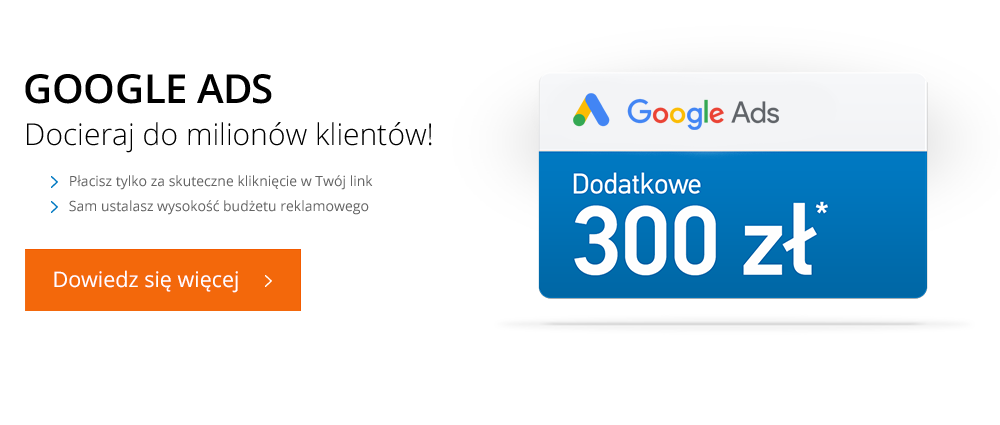 GOOGLE ADS
Docieraj do milionów klientów!
Płacisz tylko za skuteczne kliknięcie w Twój link
Sam ustalasz wysokość budżetu reklamowego
Dowiedz się więcej
Google Ads
Dodatkowe
300 zł*